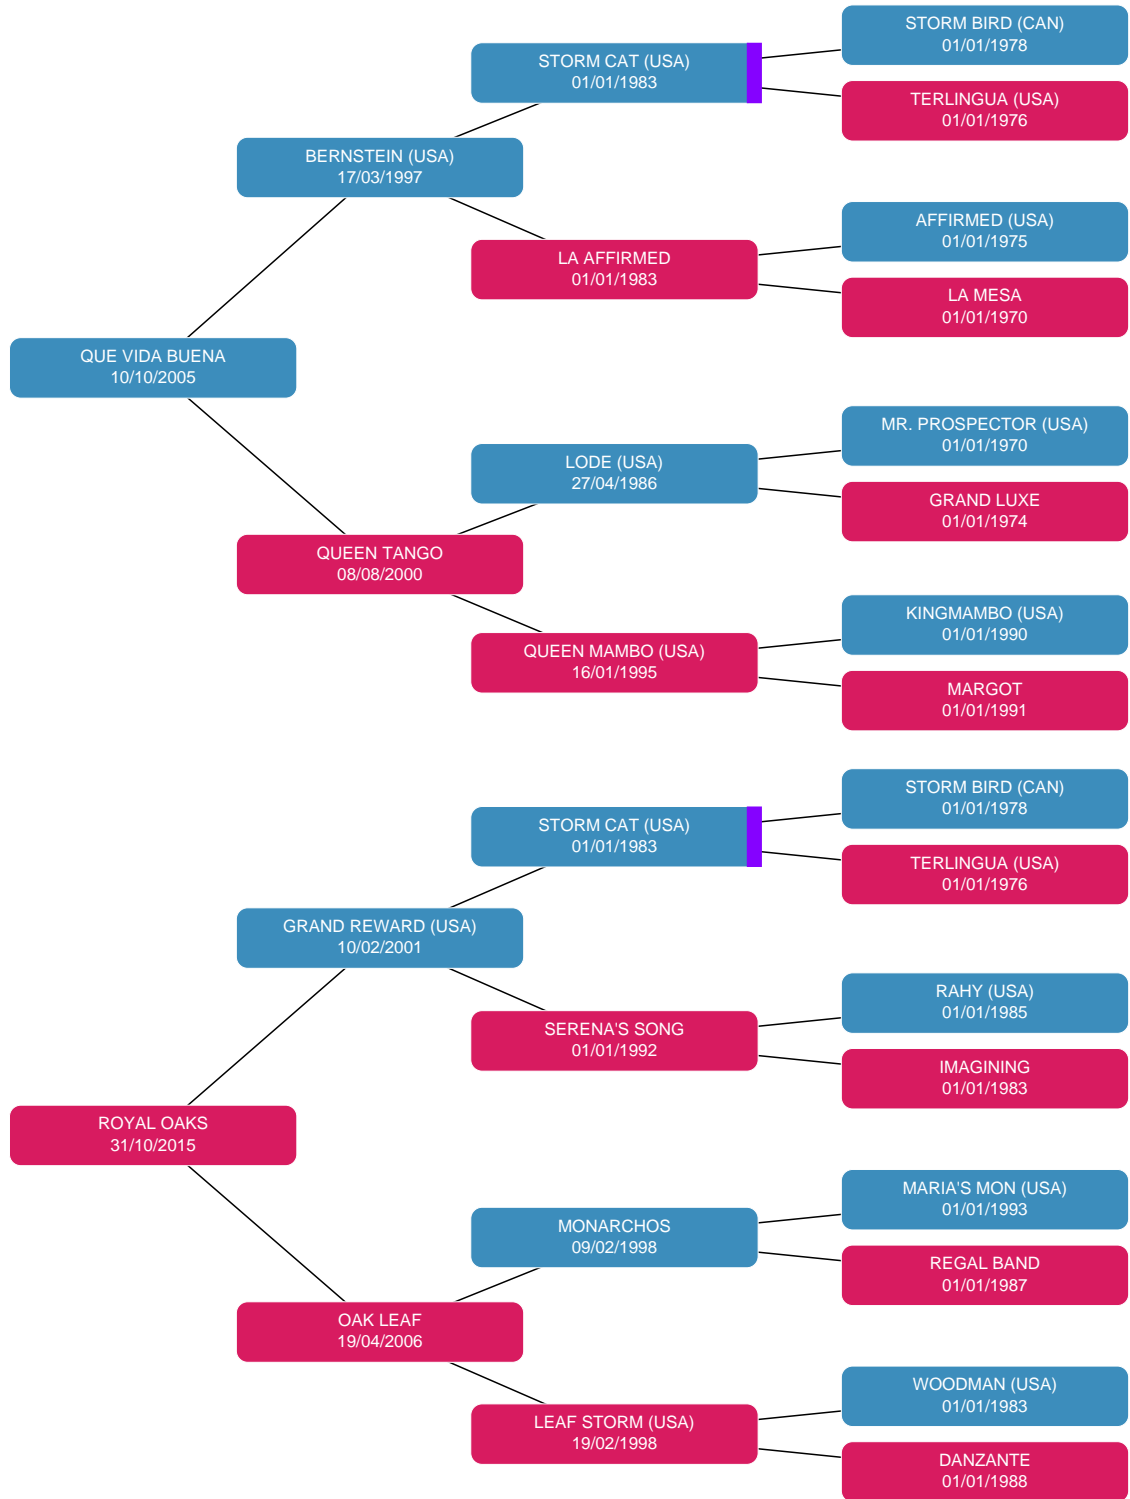 STORM BIRD (CAN)
01/01/1978
STORM CAT (USA)
01/01/1983
TERLINGUA (USA)
01/01/1976
BERNSTEIN (USA)
17/03/1997
AFFIRMED (USA)
01/01/1975
LA AFFIRMED
01/01/1983
LA MESA
01/01/1970
QUE VIDA BUENA
10/10/2005
MR. PROSPECTOR (USA)
01/01/1970
LODE (USA)
27/04/1986
GRAND LUXE
01/01/1974
QUEEN TANGO
08/08/2000
KINGMAMBO (USA)
01/01/1990
QUEEN MAMBO (USA)
16/01/1995
MARGOT
01/01/1991
STORM BIRD (CAN)
01/01/1978
STORM CAT (USA)
01/01/1983
TERLINGUA (USA)
01/01/1976
GRAND REWARD (USA)
10/02/2001
RAHY (USA)
01/01/1985
SERENA'S SONG
01/01/1992
IMAGINING
01/01/1983
ROYAL OAKS
31/10/2015
MARIA'S MON (USA)
01/01/1993
MONARCHOS
09/02/1998
REGAL BAND
01/01/1987
OAK LEAF
19/04/2006
WOODMAN (USA)
01/01/1983
LEAF STORM (USA)
19/02/1998
DANZANTE
01/01/1988